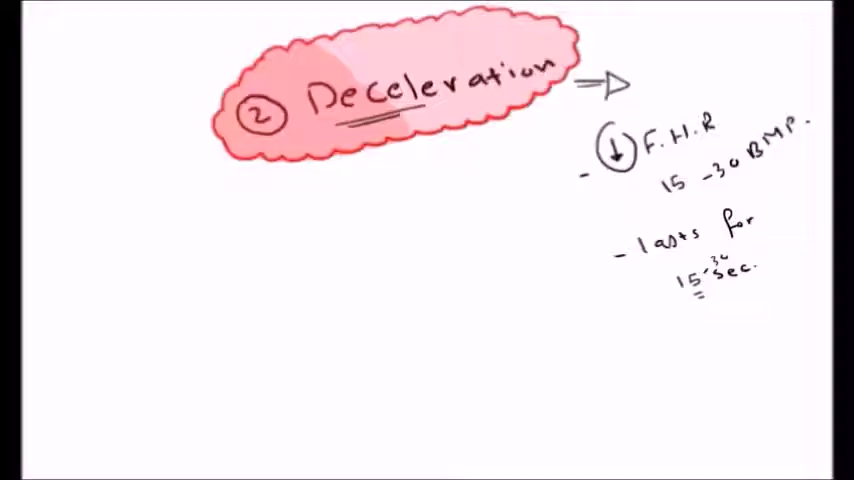 ② Deceleration
- ↓ F.H.R
15 - 30 BMP.
- lasts for
15-30 sec.